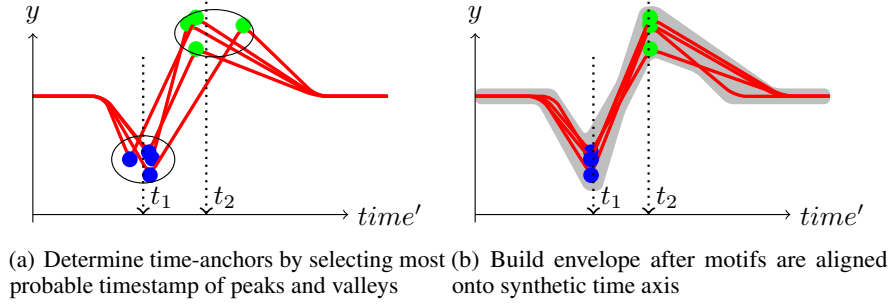 y
t₁
t₂
time'
y
t₁
t₂
time'
(a) Determine time-anchors by selecting most
probable timestamp of peaks and valleys
(b) Build envelope after motifs are aligned
onto synthetic time axis